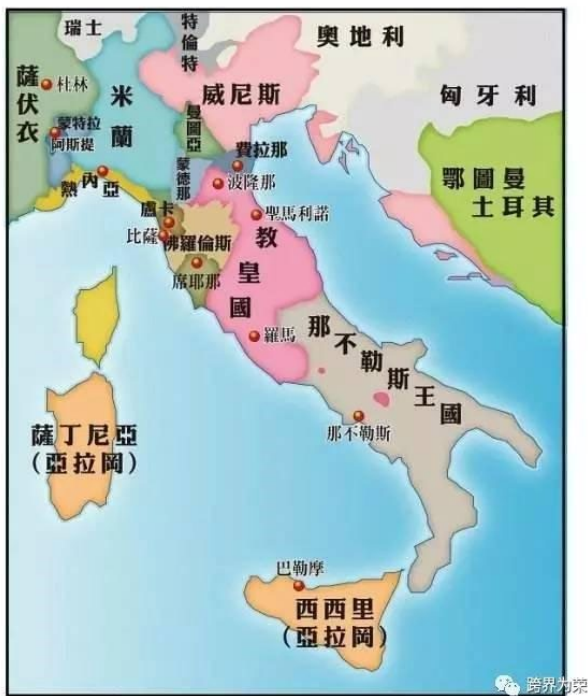 瑞士
特倫特
奧地利
薩伏衣
杜林
米蘭
威尼斯
匈牙利
蒙特拉
阿斯提
曼圖亞
費拉那
蒙德那
波隆那
鄂圖曼
土耳其
熱內亞
盧卡
聖馬利諾
比薩
佛羅倫斯
教皇國
席耶那
羅馬
那不勒斯王國
那不勒斯
薩丁尼亞
(亞拉岡)
巴勒摩
西西里
(亞拉岡)
跨界为荣